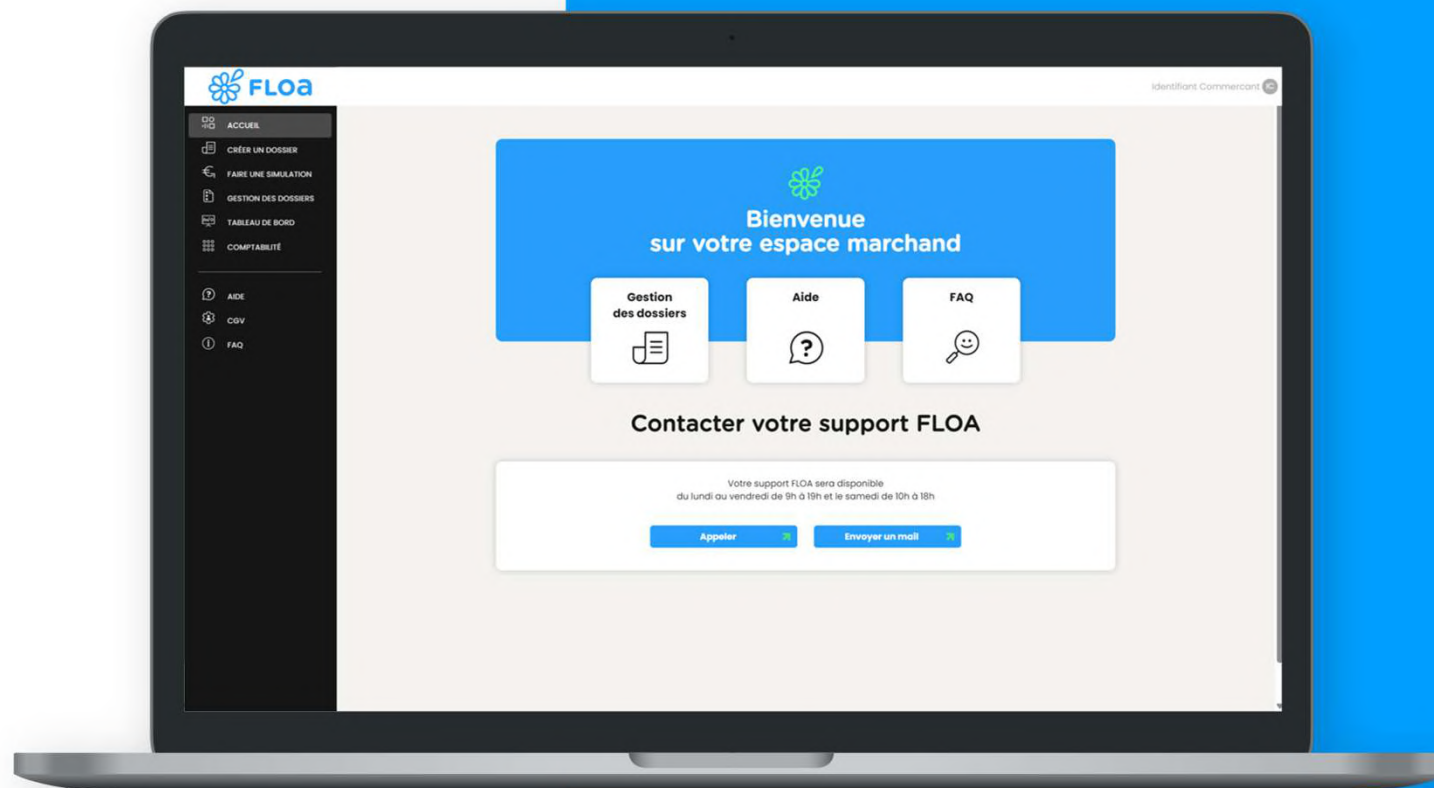 FLOa
Identifiant Commercant IC
ACCUEIL
CRÉER UN DOSSIER
FAIRE UNE SIMULATION
GESTION DES DOSSIERS
TABLEAU DE BORD
COMPTABILITÉ
AIDE
CGV
FAQ
Bienvenue
sur votre espace marchand
Gestion
des dossiers
Aide
FAQ
Contacter votre support FLOA
Votre support FLOA sera disponible
du lundi au vendredi de 9h à 19h et le samedi de 10h à 18h
Appeler
Envoyer un mail